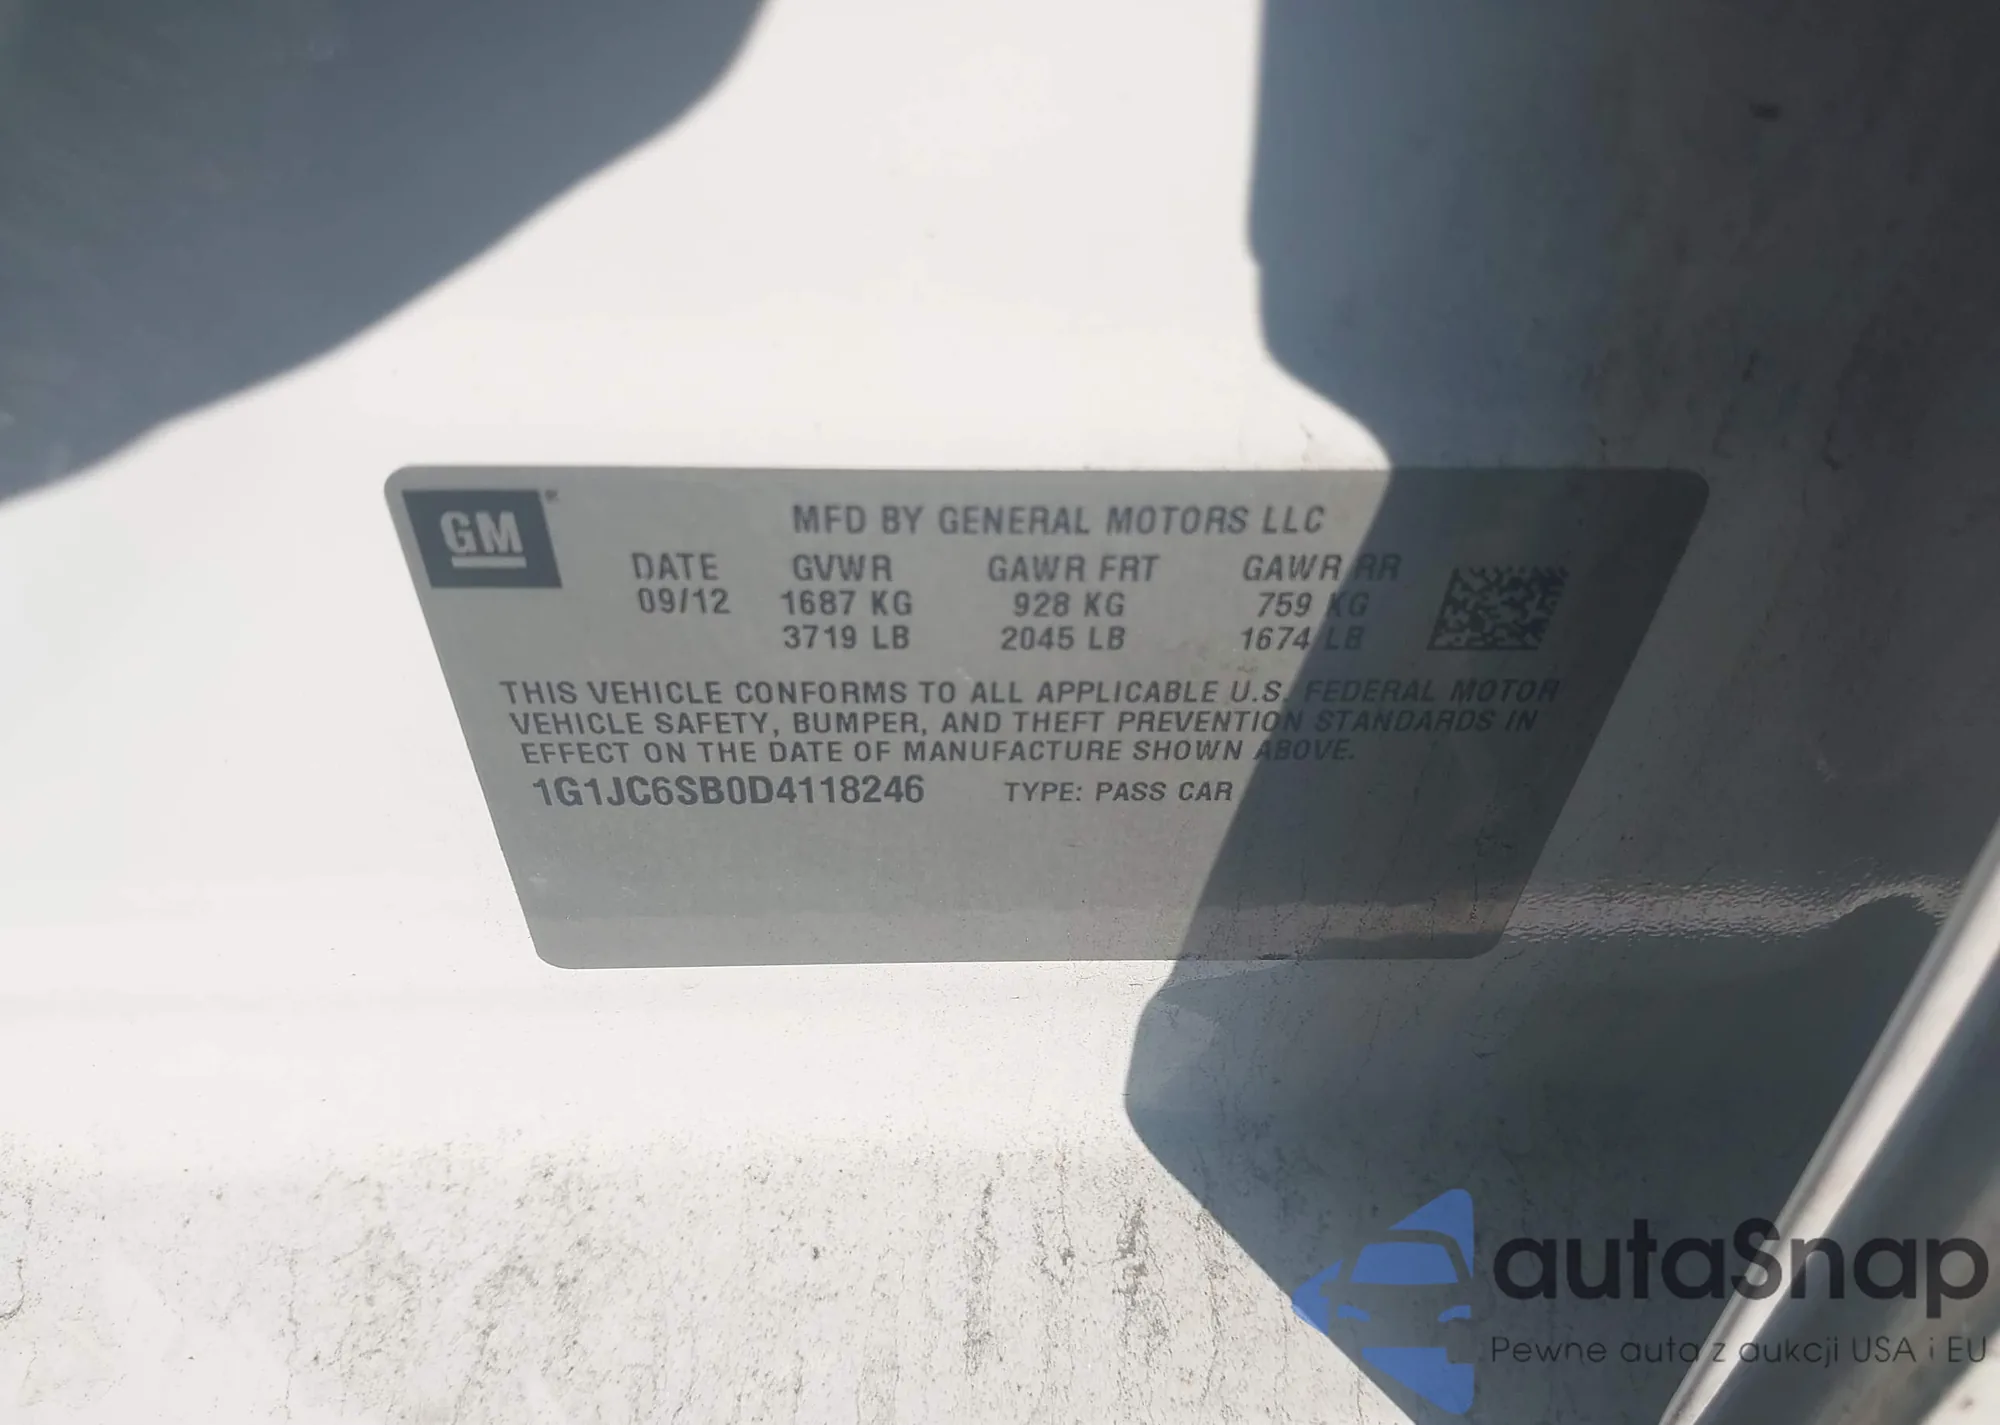 GM
MFD BY GENERAL MOTORS LLC
DATE GVWR GAWR FRT GAWR RR
09/12 1687 KG 928 KG 759 KG
3719 LB 2045 LB 1674 LB
THIS VEHICLE CONFORMS TO ALL APPLICABLE U.S. FEDERAL MOTOR
VEHICLE SAFETY, BUMPER, AND THEFT PREVENTION STANDARDS IN
EFFECT ON THE DATE OF MANUFACTURE SHOWN ABOVE.
1G1JC6SB0D4118246 TYPE: PASS CAR
autaSnap
Pewne auta z aukcji USA i EU